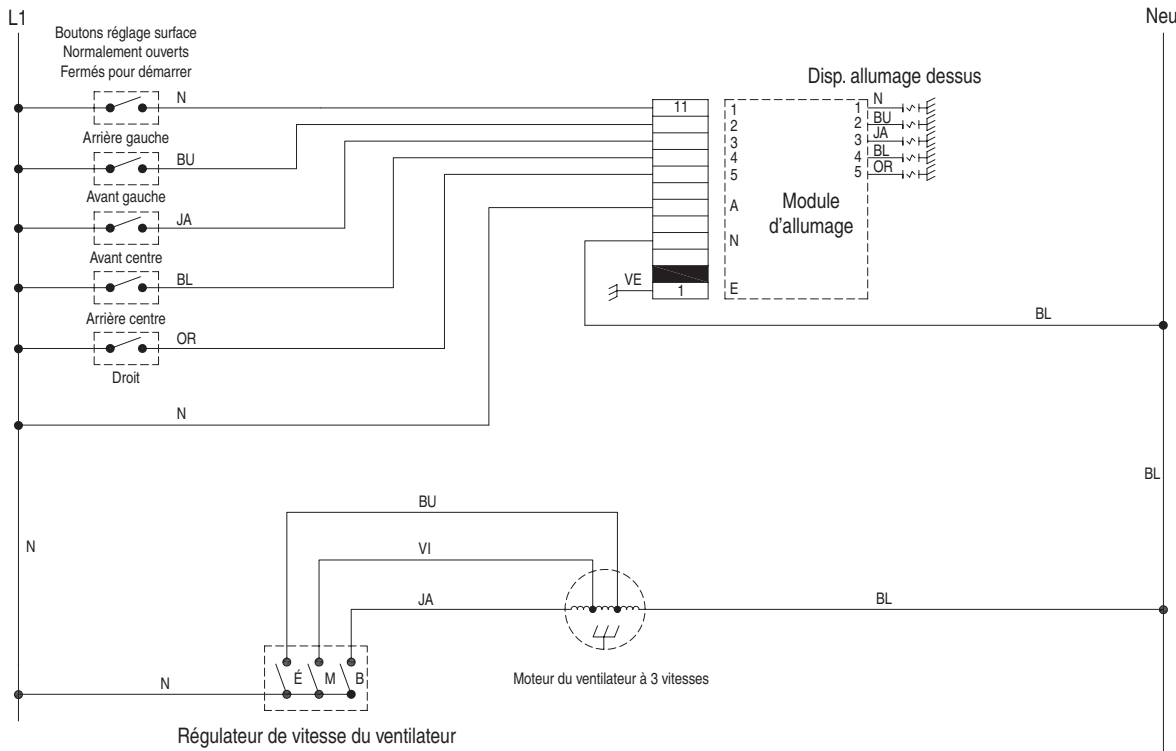 L1
Neu
Boutons réglage surface
Normalement ouverts
Fermés pour démarrer
Disp. allumage dessus
N
Arrière gauche
BU
Avant gauche
JA
Avant centre
BL
Arrière centre
OR
Droit
N
11
1
2
3
4
5
A
N
E
1
VE
Module
d'allumage
1 N
2 BU
3 JA
4 BL
5 OR
BL
BL
N
BU
VI
JA
BL
É M B
N
Moteur du ventilateur à 3 vitesses
Régulateur de vitesse du ventilateur